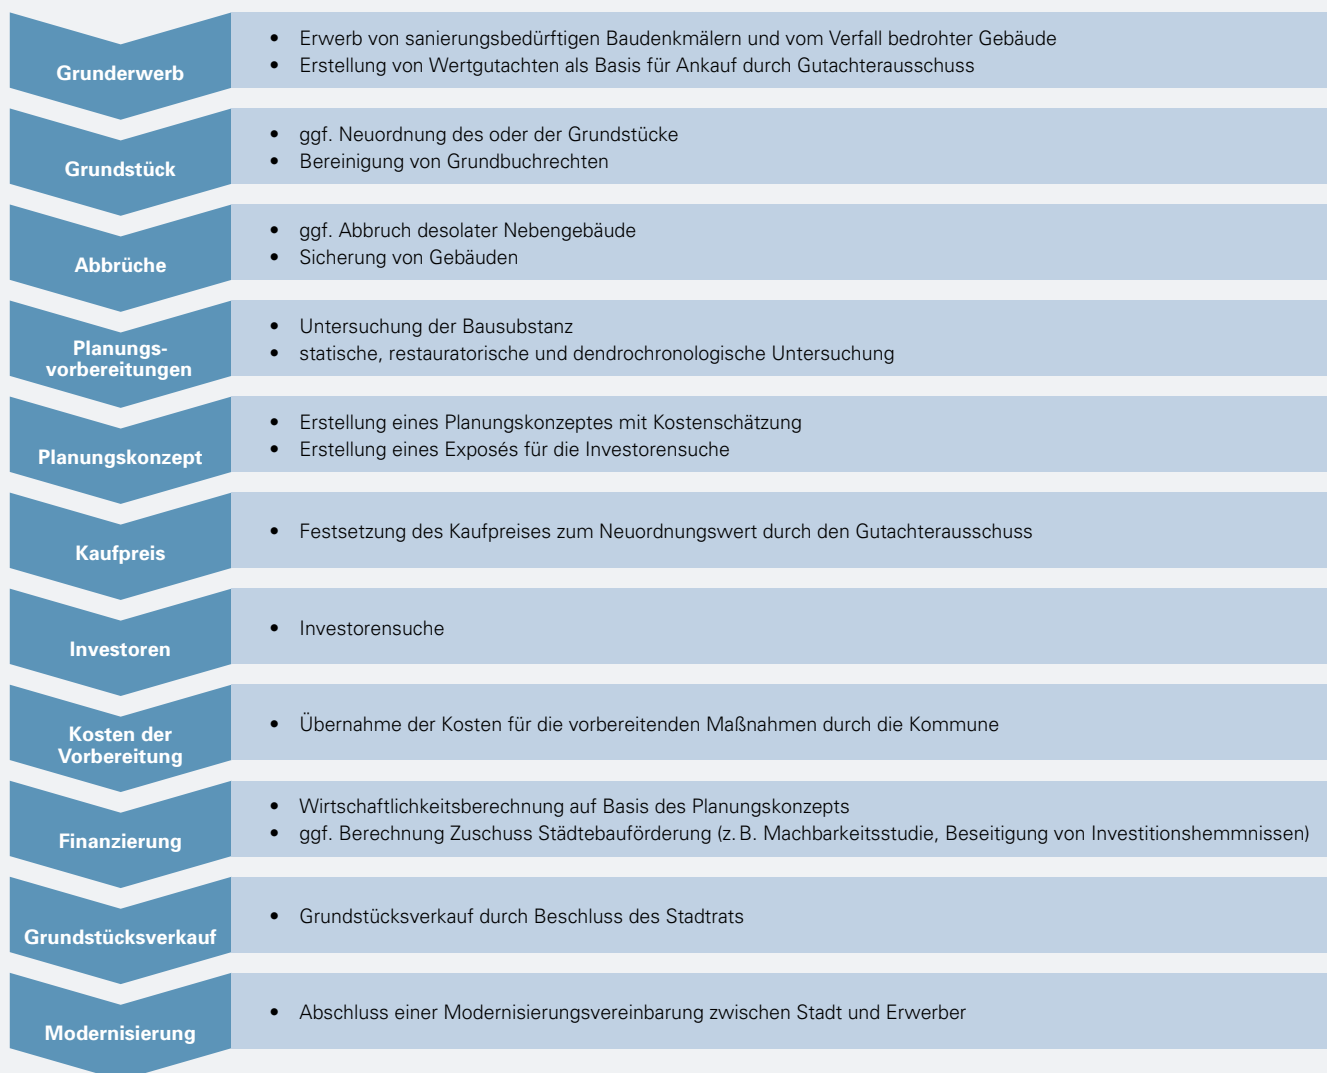 Grunderwerb
• Erwerb von sanierungsbedürftigen Baudenkmälern und vom Verfall bedrohter Gebäude
• Erstellung von Wertgutachten als Basis für Ankauf durch Gutachterausschuss
Grundstück
• ggf. Neuordnung des oder der Grundstücke
• Bereinigung von Grundbuchrechten
Abbrüche
• ggf. Abbruch desolater Nebengebäude
• Sicherung von Gebäuden
Planungs-
vorbereitungen
• Untersuchung der Bausubstanz
• statische, restauratorische und dendrochronologische Untersuchung
Planungskonzept
• Erstellung eines Planungskonzeptes mit Kostenschätzung
• Erstellung eines Exposés für die Investorensuche
Kaufpreis
• Festsetzung des Kaufpreises zum Neuordnungswert durch den Gutachterausschuss
Investoren
• Investorensuche
Kosten der
Vorbereitung
• Übernahme der Kosten für die vorbereitenden Maßnahmen durch die Kommune
Finanzierung
• Wirtschaftlichkeitsberechnung auf Basis des Planungskonzepts
• ggf. Berechnung Zuschuss Städtebauförderung (z. B. Machbarkeitsstudie, Beseitigung von Investitionshemmnissen)
Grundstücksverkauf
• Grundstücksverkauf durch Beschluss des Stadtrats
Modernisierung
• Abschluss einer Modernisierungsvereinbarung zwischen Stadt und Erwerber